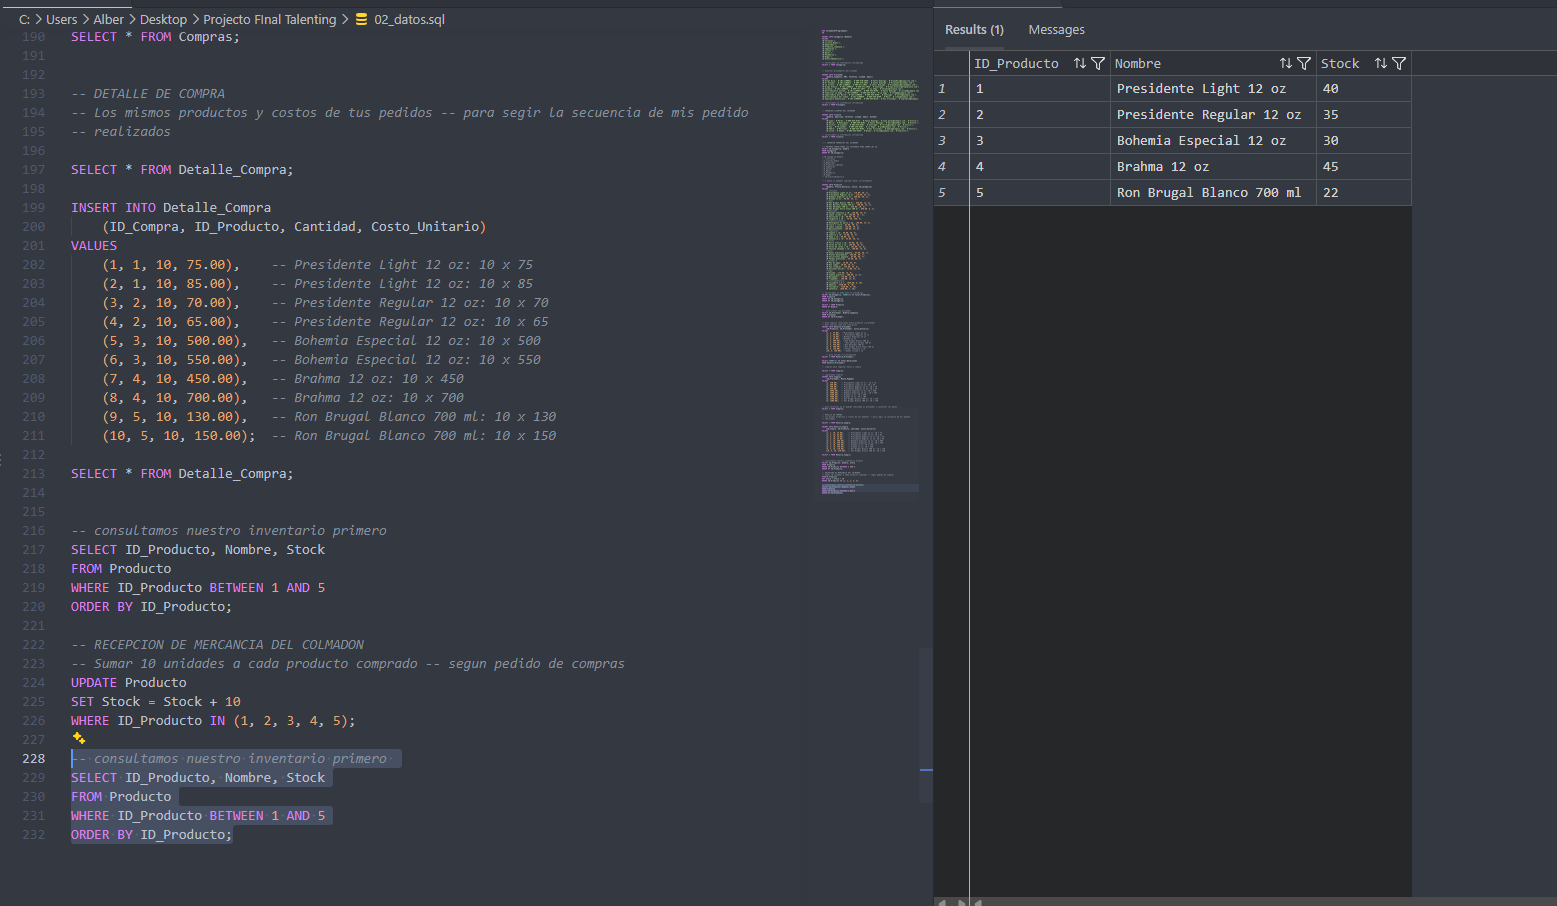 C: > Users > Alber > Desktop > Projecto FInal Talenting > 02_datos.sql
190 SELECT * FROM Compras;
191
192
193 -- DETALLE DE COMPRA
194 -- Los mismos productos y costos de tus pedidos -- para segir la secuencia de mis pedido
195 -- realizados
196
197 SELECT * FROM Detalle_Compra;
198
199 INSERT INTO Detalle_Compra
200 (ID_Compra, ID_Producto, Cantidad, Costo_Unitario)
201 VALUES
202 (1, 1, 10, 75.00), -- Presidente Light 12 oz: 10 x 75
203 (2, 1, 10, 85.00), -- Presidente Light 12 oz: 10 x 85
204 (3, 2, 10, 70.00), -- Presidente Regular 12 oz: 10 x 70
205 (4, 2, 10, 65.00), -- Presidente Regular 12 oz: 10 x 65
206 (5, 3, 10, 500.00), -- Bohemia Especial 12 oz: 10 x 500
207 (6, 3, 10, 550.00), -- Bohemia Especial 12 oz: 10 x 550
208 (7, 4, 10, 450.00), -- Brahma 12 oz: 10 x 450
209 (8, 4, 10, 700.00), -- Brahma 12 oz: 10 x 700
210 (9, 5, 10, 130.00), -- Ron Brugal Blanco 700 ml: 10 x 130
211 (10, 5, 10, 150.00); -- Ron Brugal Blanco 700 ml: 10 x 150
212
213 SELECT * FROM Detalle_Compra;
214
215
216 -- consultamos nuestro inventario primero
217 SELECT ID_Producto, Nombre, Stock
218 FROM Producto
219 WHERE ID_Producto BETWEEN 1 AND 5
220 ORDER BY ID_Producto;
221
222 -- RECEPCION DE MERCANCIA DEL COLMADON
223 -- Sumar 10 unidades a cada producto comprado -- segun pedido de compras
224 UPDATE Producto
225 SET Stock = Stock + 10
226 WHERE ID_Producto IN (1, 2, 3, 4, 5);
227
228 -- consultamos nuestro inventario primero
229 SELECT ID_Producto, Nombre, Stock
230 FROM Producto
231 WHERE ID_Producto BETWEEN 1 AND 5
232 ORDER BY ID_Producto;
Results (1) Messages
ID_Producto Nombre Stock
1 1 Presidente Light 12 oz 40
2 2 Presidente Regular 12 oz 35
3 3 Bohemia Especial 12 oz 30
4 4 Brahma 12 oz 45
5 5 Ron Brugal Blanco 700 ml 22